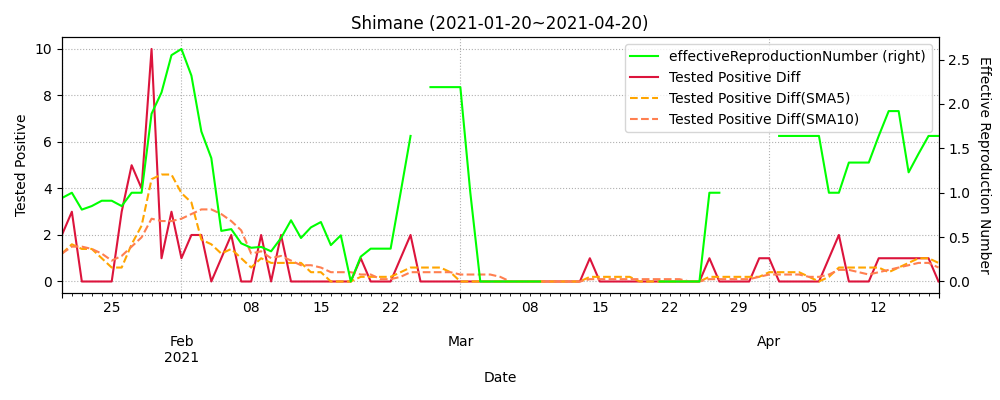 Shimane (2021-01-20~2021-04-20)
effectiveReproductionNumber (right)
Tested Positive Diff
Tested Positive Diff(SMA5)
Tested Positive Diff(SMA10)
Tested Positive
10
8
6
4
2
0
2.5
2.0
1.5
1.0
0.5
0.0
Effective Reproduction Number
25
08
15
22
08
15
22
29
05
12
Feb
2021
Mar
Apr
Date